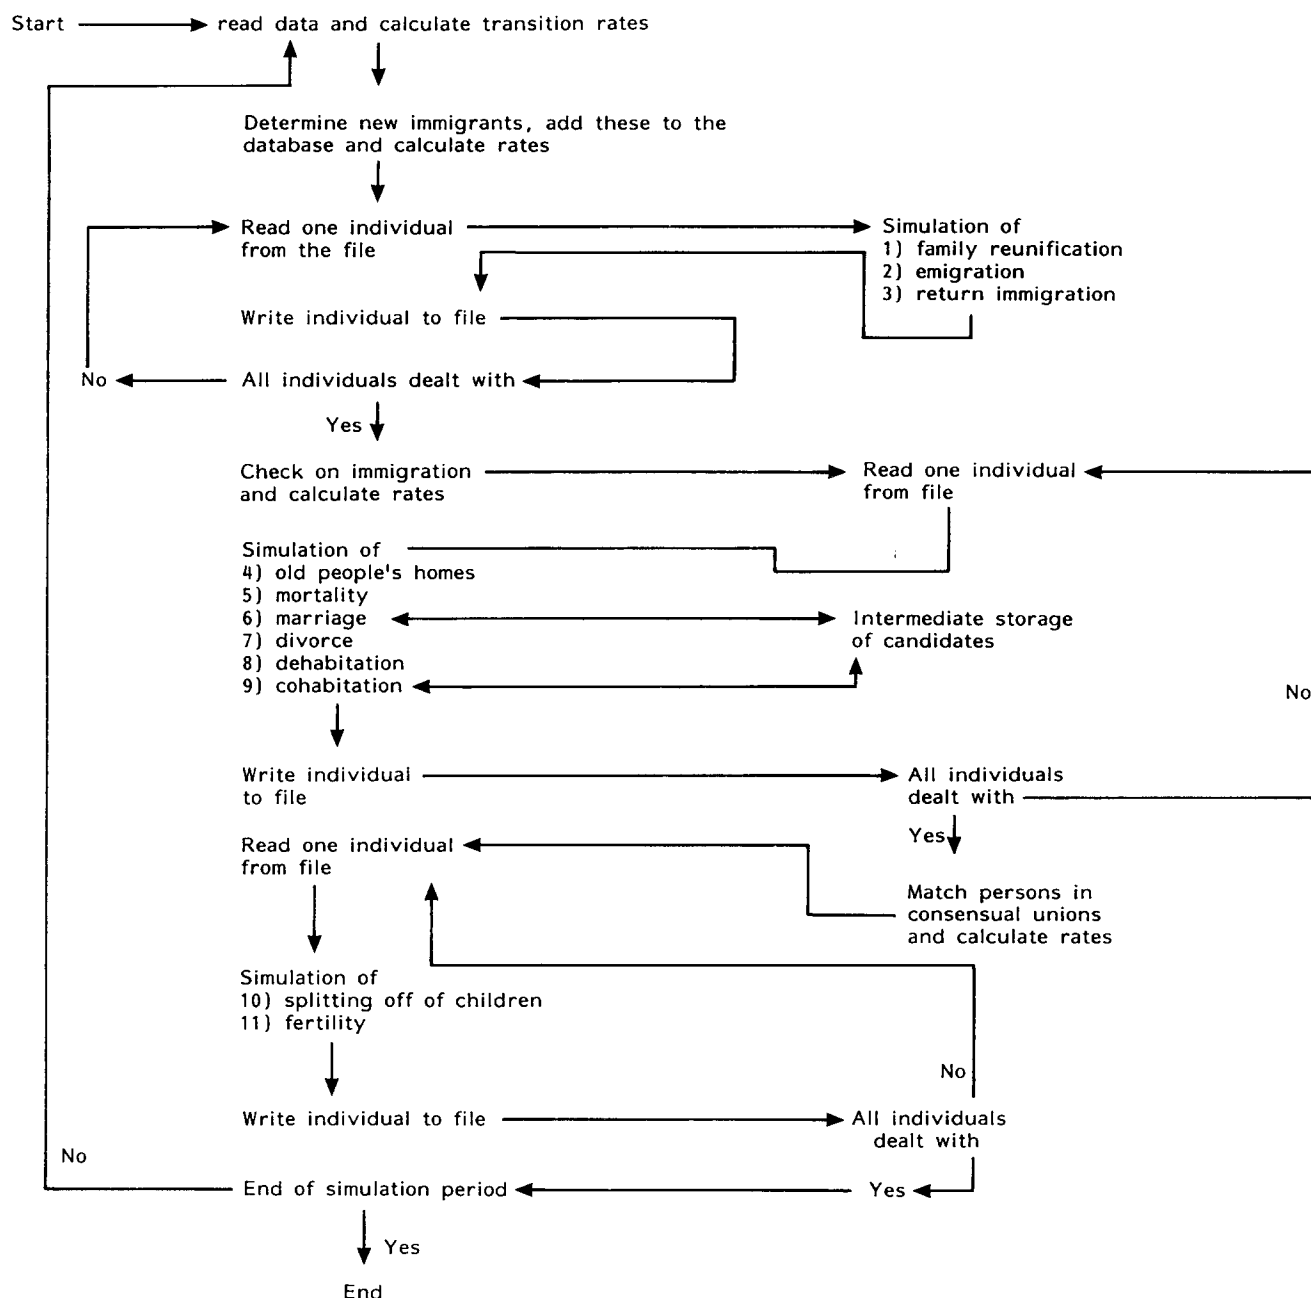 Start
read data and calculate transition rates
Determine new immigrants, add these to the
database and calculate rates
Read one individual
from the file
Simulation of
1) family reunification
2) emigration
3) return immigration
Write individual to file
No
All individuals dealt with
Yes
Check on immigration
and calculate rates
Read one individual
from file
Simulation of
4) old people's homes
5) mortality
6) marriage
7) divorce
8) dehabitation
9) cohabitation
Intermediate storage
of candidates
No
Write individual
to file
All individuals
dealt with
Yes
Read one individual
from file
Match persons in
consensual unions
and calculate rates
Simulation of
10) splitting off of children
11) fertility
No
Write individual to file
All individuals
dealt with
No
End of simulation period
Yes
Yes
End